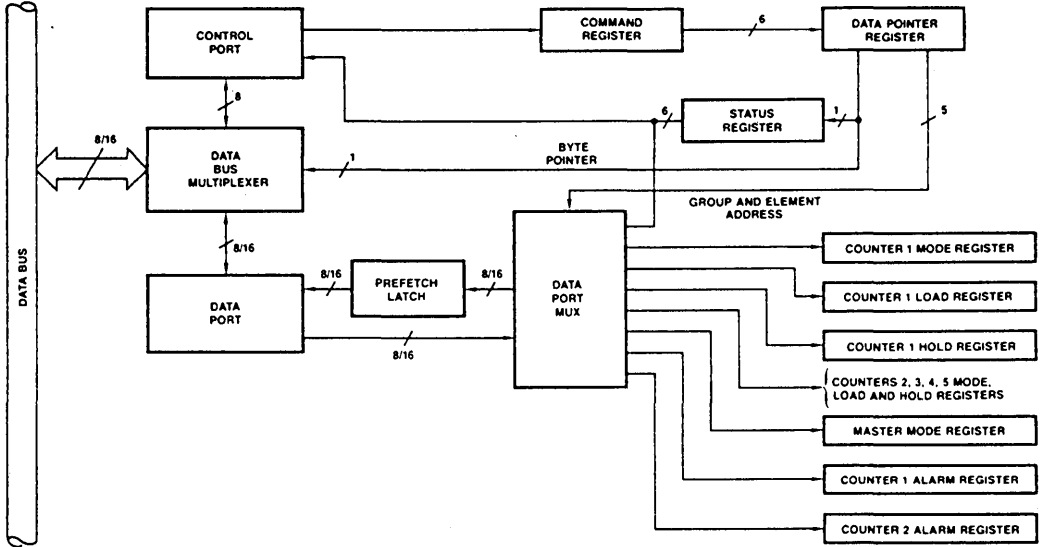 CONTROL
PORT
COMMAND
REGISTER
6
DATA POINTER
REGISTER
8
6
STATUS
REGISTER
1
5
8/16
DATA
BUS
MULTIPLEXER
1
BYTE
POINTER
GROUP AND ELEMENT
ADDRESS
DATA BUS
8/16
DATA
PORT
8/16
PREFETCH
LATCH
8/16
8/16
DATA
PORT
MUX
COUNTER 1 MODE REGISTER
COUNTER 1 LOAD REGISTER
COUNTER 1 HOLD REGISTER
COUNTERS 2, 3, 4, 5 MODE,
LOAD AND HOLD REGISTERS
MASTER MODE REGISTER
COUNTER 1 ALARM REGISTER
COUNTER 2 ALARM REGISTER